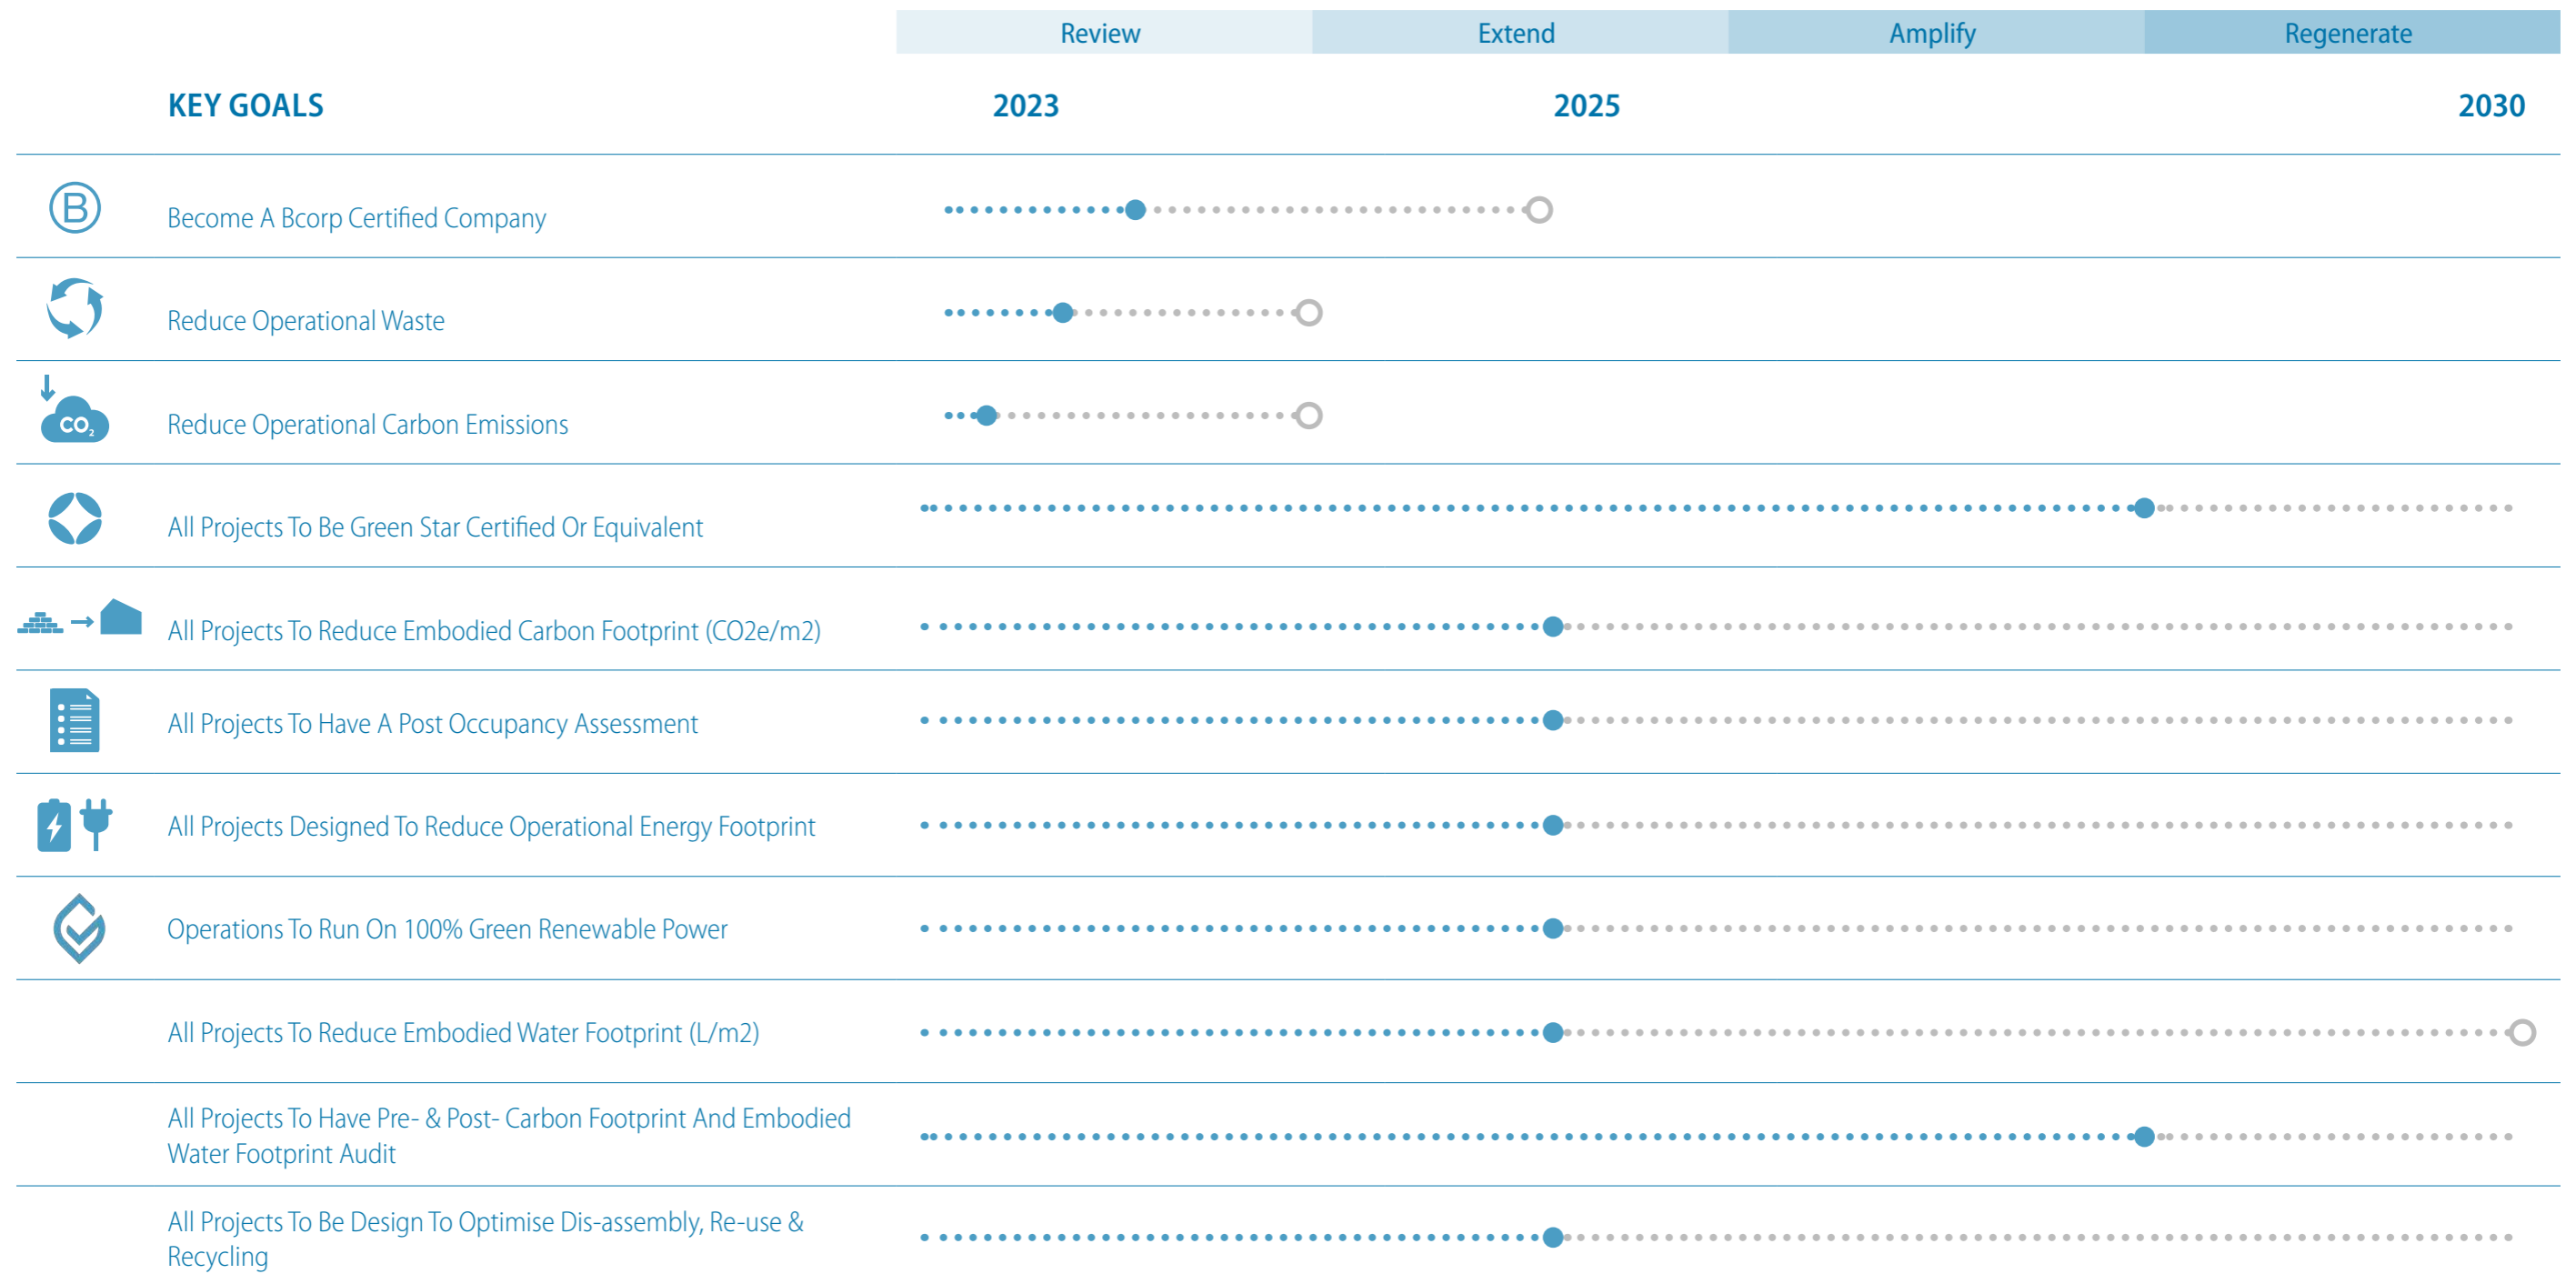 Review Extend Amplify Regenerate
KEY GOALS 2023 2025 2030
B
Become A Bcorp Certified Company
Reduce Operational Waste
CO2
Reduce Operational Carbon Emissions
All Projects To Be Green Star Certified Or Equivalent
All Projects To Reduce Embodied Carbon Footprint (CO2e/m2)
All Projects To Have A Post Occupancy Assessment
All Projects Designed To Reduce Operational Energy Footprint
Operations To Run On 100% Green Renewable Power
All Projects To Reduce Embodied Water Footprint (L/m2)
All Projects To Have Pre- & Post- Carbon Footprint And Embodied
Water Footprint Audit
All Projects To Be Design To Optimise Dis-assembly, Re-use &
Recycling